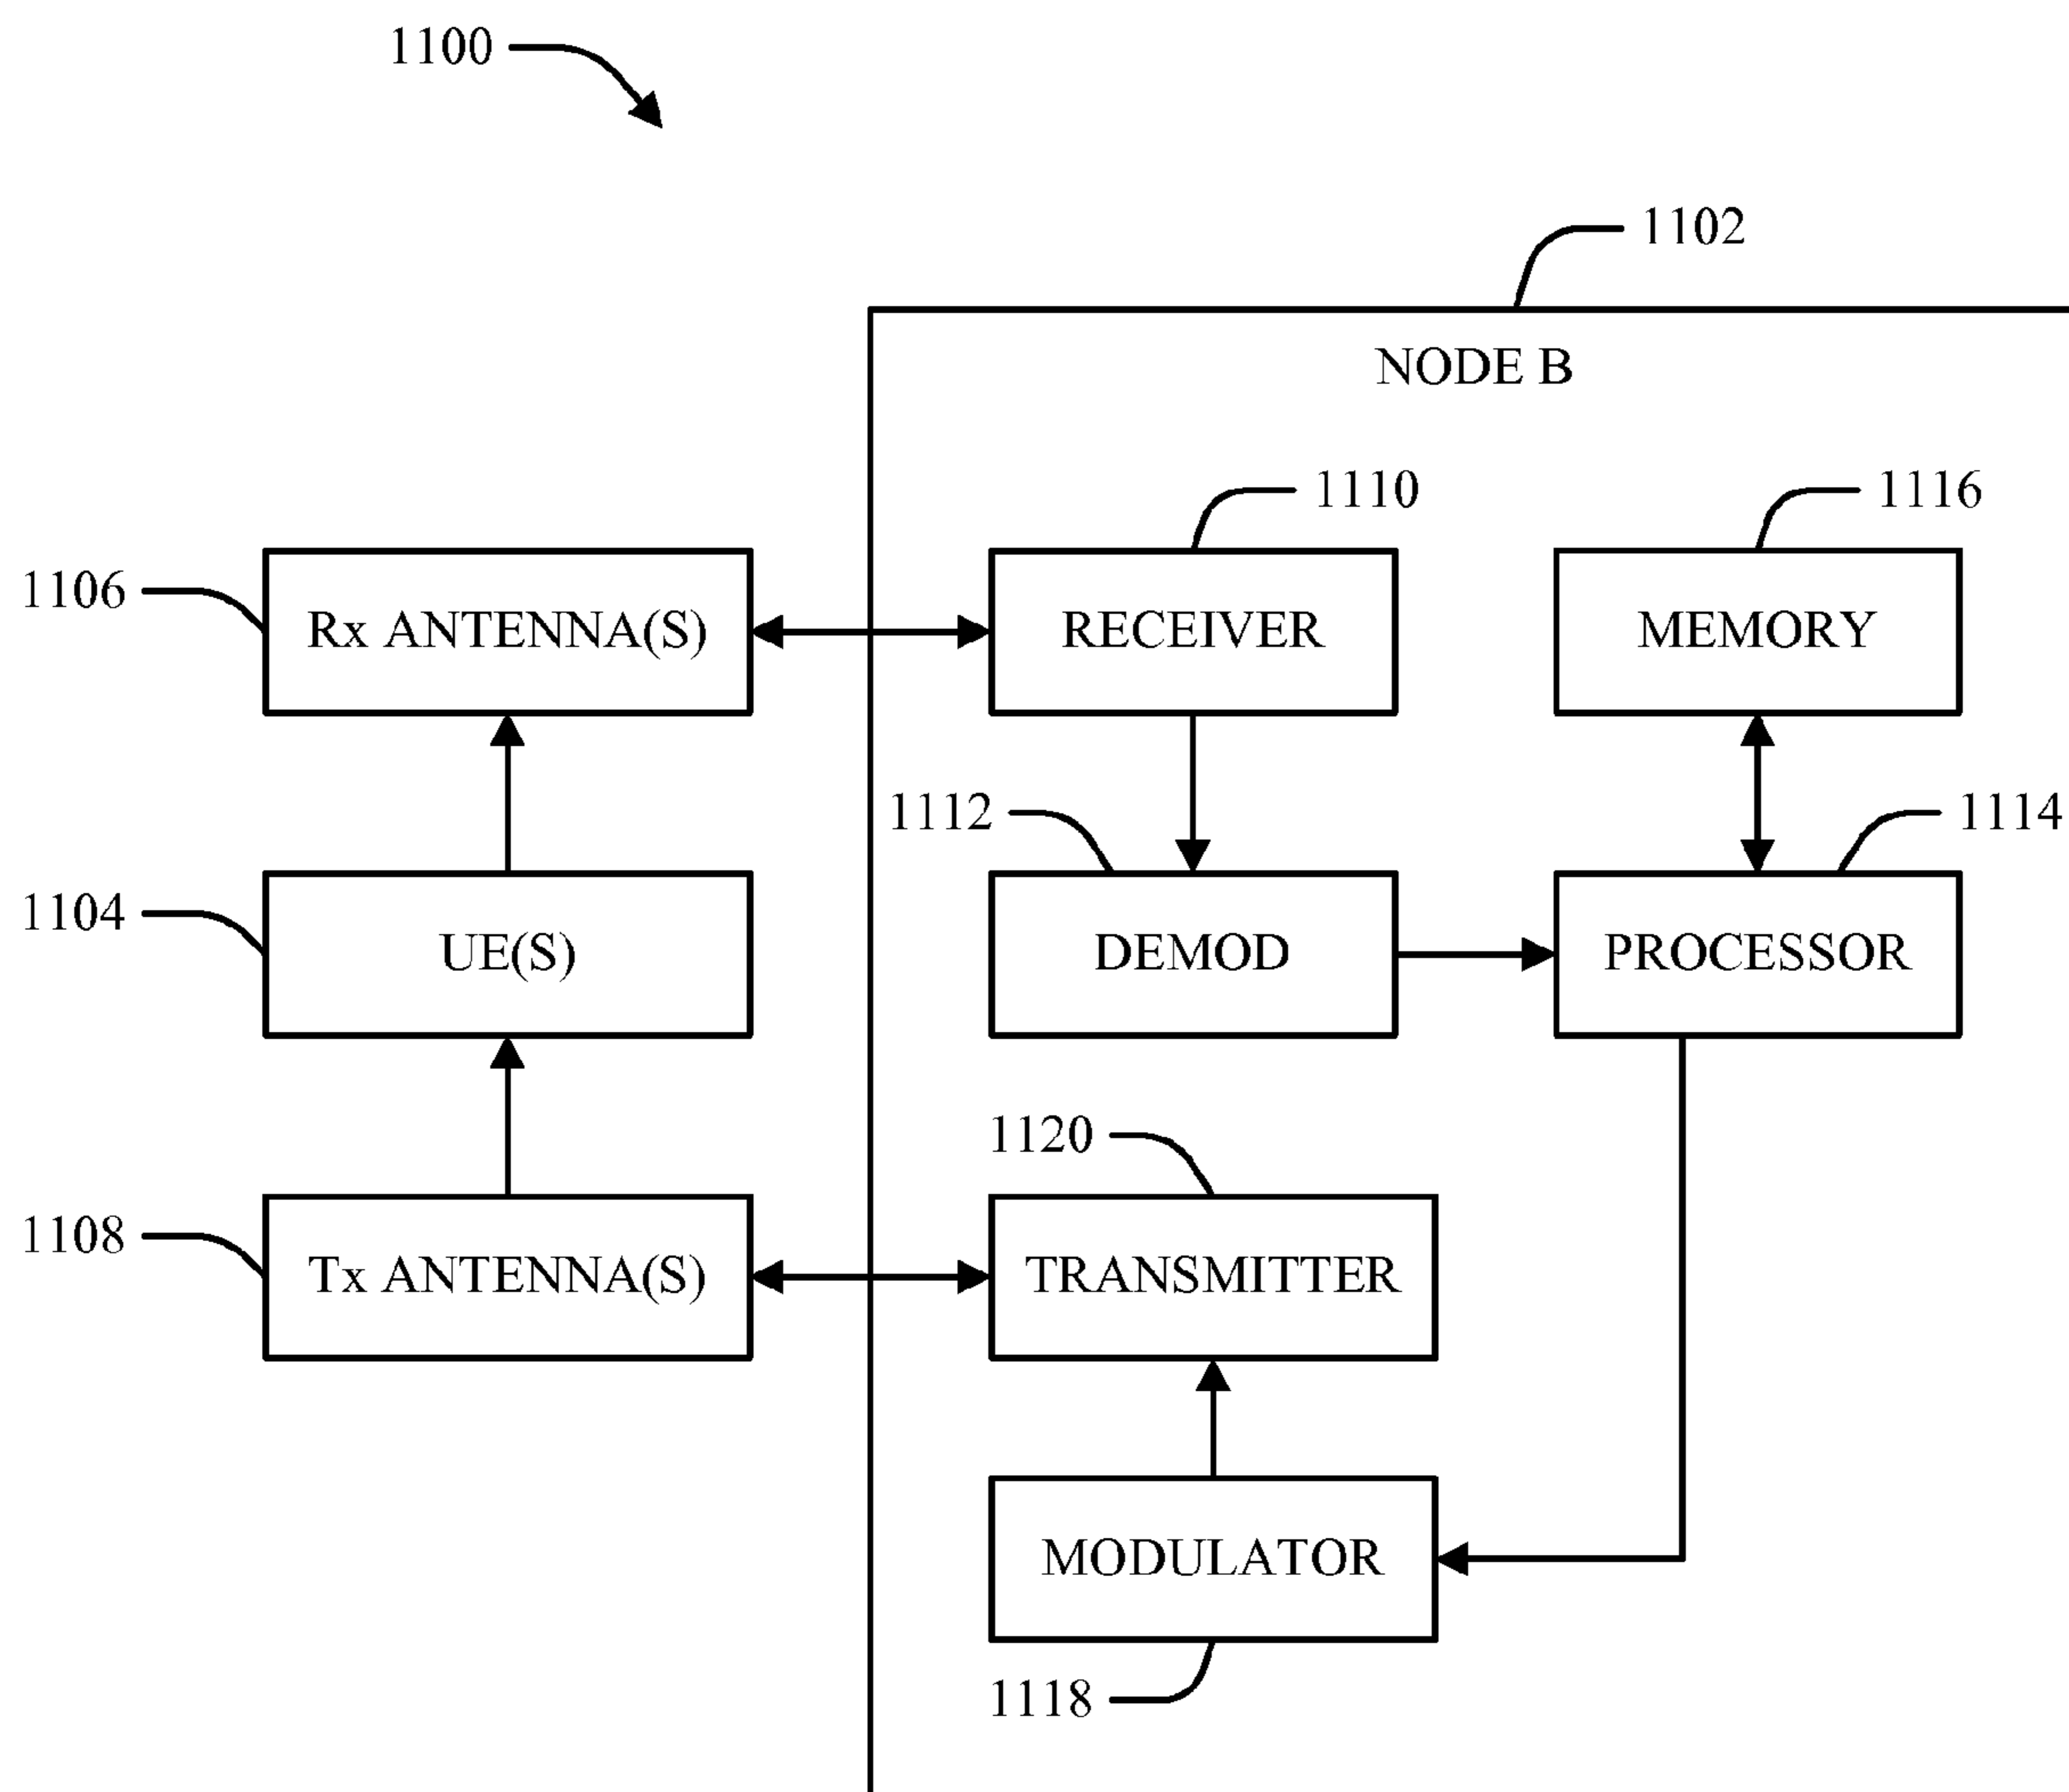 1100
1102
NODE B
1110
1116
1106
Rx ANTENNA(S)
RECEIVER
MEMORY
1112
1114
1104
UE(S)
DEMOD
PROCESSOR
1120
1108
Tx ANTENNA(S)
TRANSMITTER
MODULATOR
1118